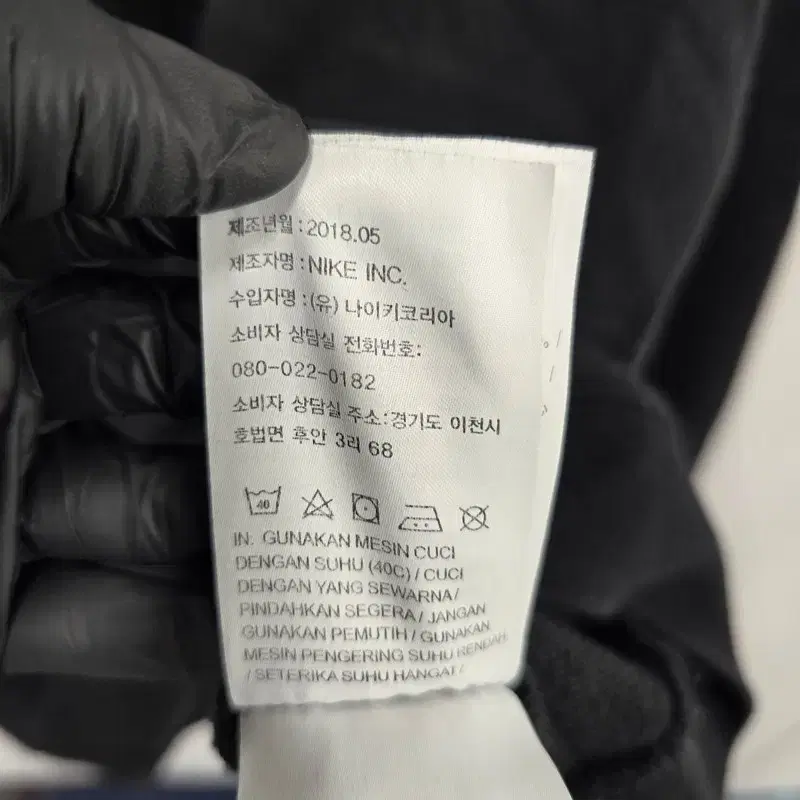 제조년월 : 2018.05
제조자명 : NIKE INC.
수입자명 : (유) 나이키코리아
소비자 상담실 전화번호:
080-022-0182
소비자 상담실 주소:경기도 이천시
호법면 후안 3리 68
40
IN: GUNAKAN MESIN CUCI
DENGAN SUHU (40C) / CUCI
DENGAN YANG SEWARNA /
PINDAHKAN SEGERA / JANGAN
GUNAKAN PEMUTIH / GUNAKAN
MESIN PENGERING SUHU RENDAH
/ SETERIKA SUHU HANGAT /